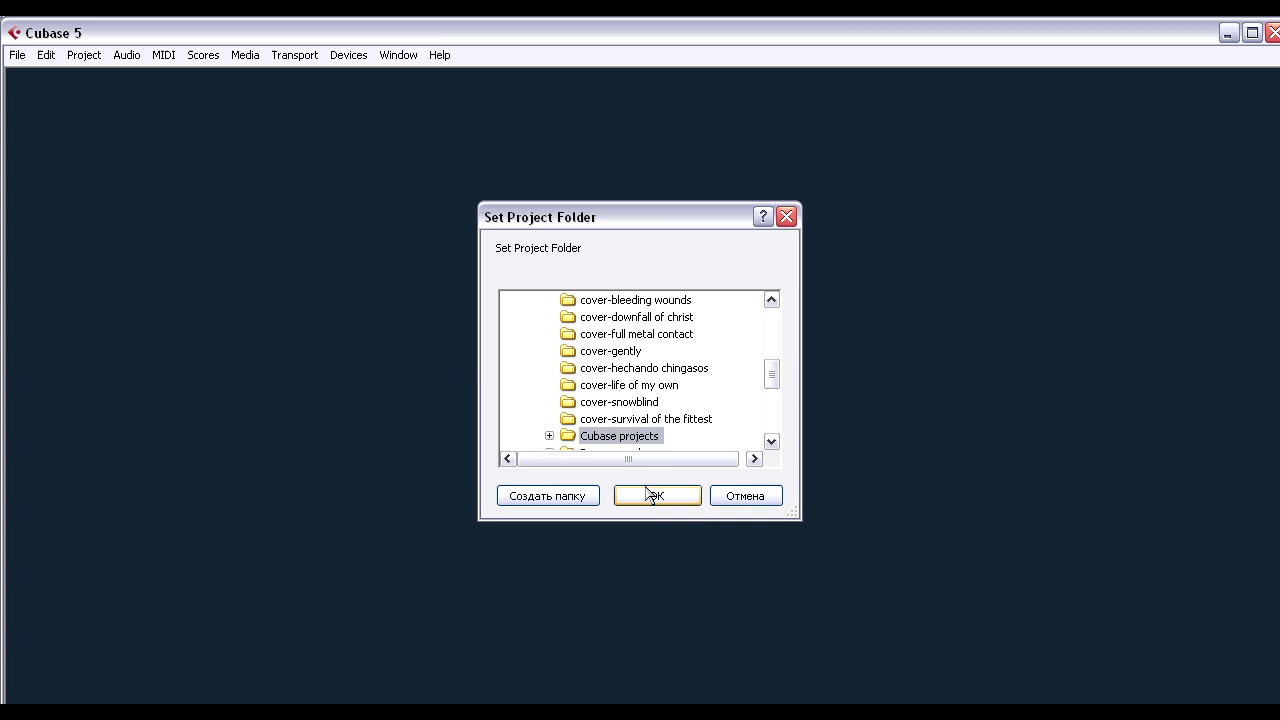 Cubase 5
File Edit Project Audio MIDI Scores Media Transport Devices Window Help
Set Project Folder
Set Project Folder
cover-bleeding wounds
cover-downfall of christ
cover-full metal contact
cover-gently
cover-hechando chingasos
cover-life of my own
cover-snowblind
cover-survival of the fittest
Cubase projects
Создать папку OK Отмена